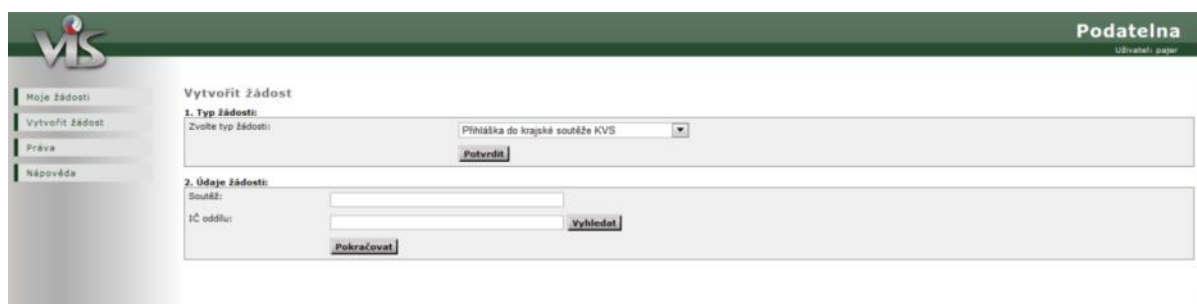 VIS
Podatelna
Uživatel: pajer
Moje žádosti
Vytvořit žádost
Práva
Nápověda
Vytvořit žádost
1. Typ žádosti:
Zvolte typ žádosti:
Přihláška do krajské soutěže KVS
Potvrdit
2. Údaje žádosti:
Soutěž:
IČ oddílu:
Vyhledat
Pokračovat